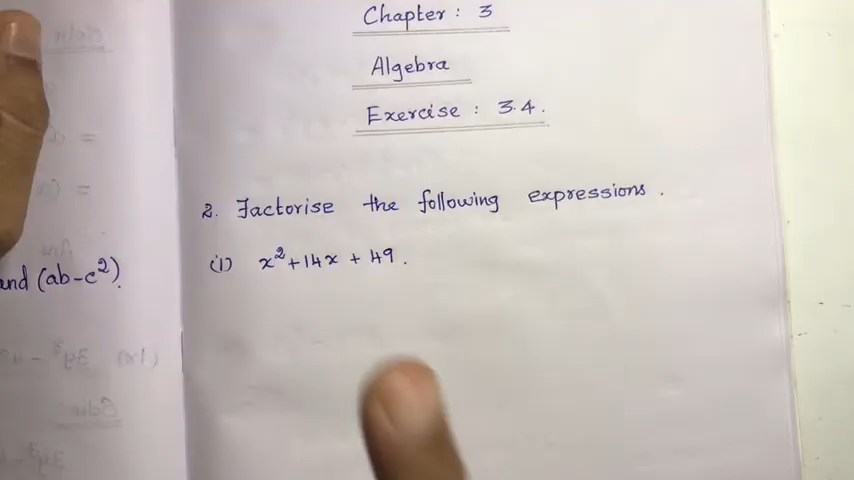 Chapter : 3
Algebra
Exercise : 3.4.
2. Factorise the following expressions.
(i) x²+14x + 49.
and (ab-c²).